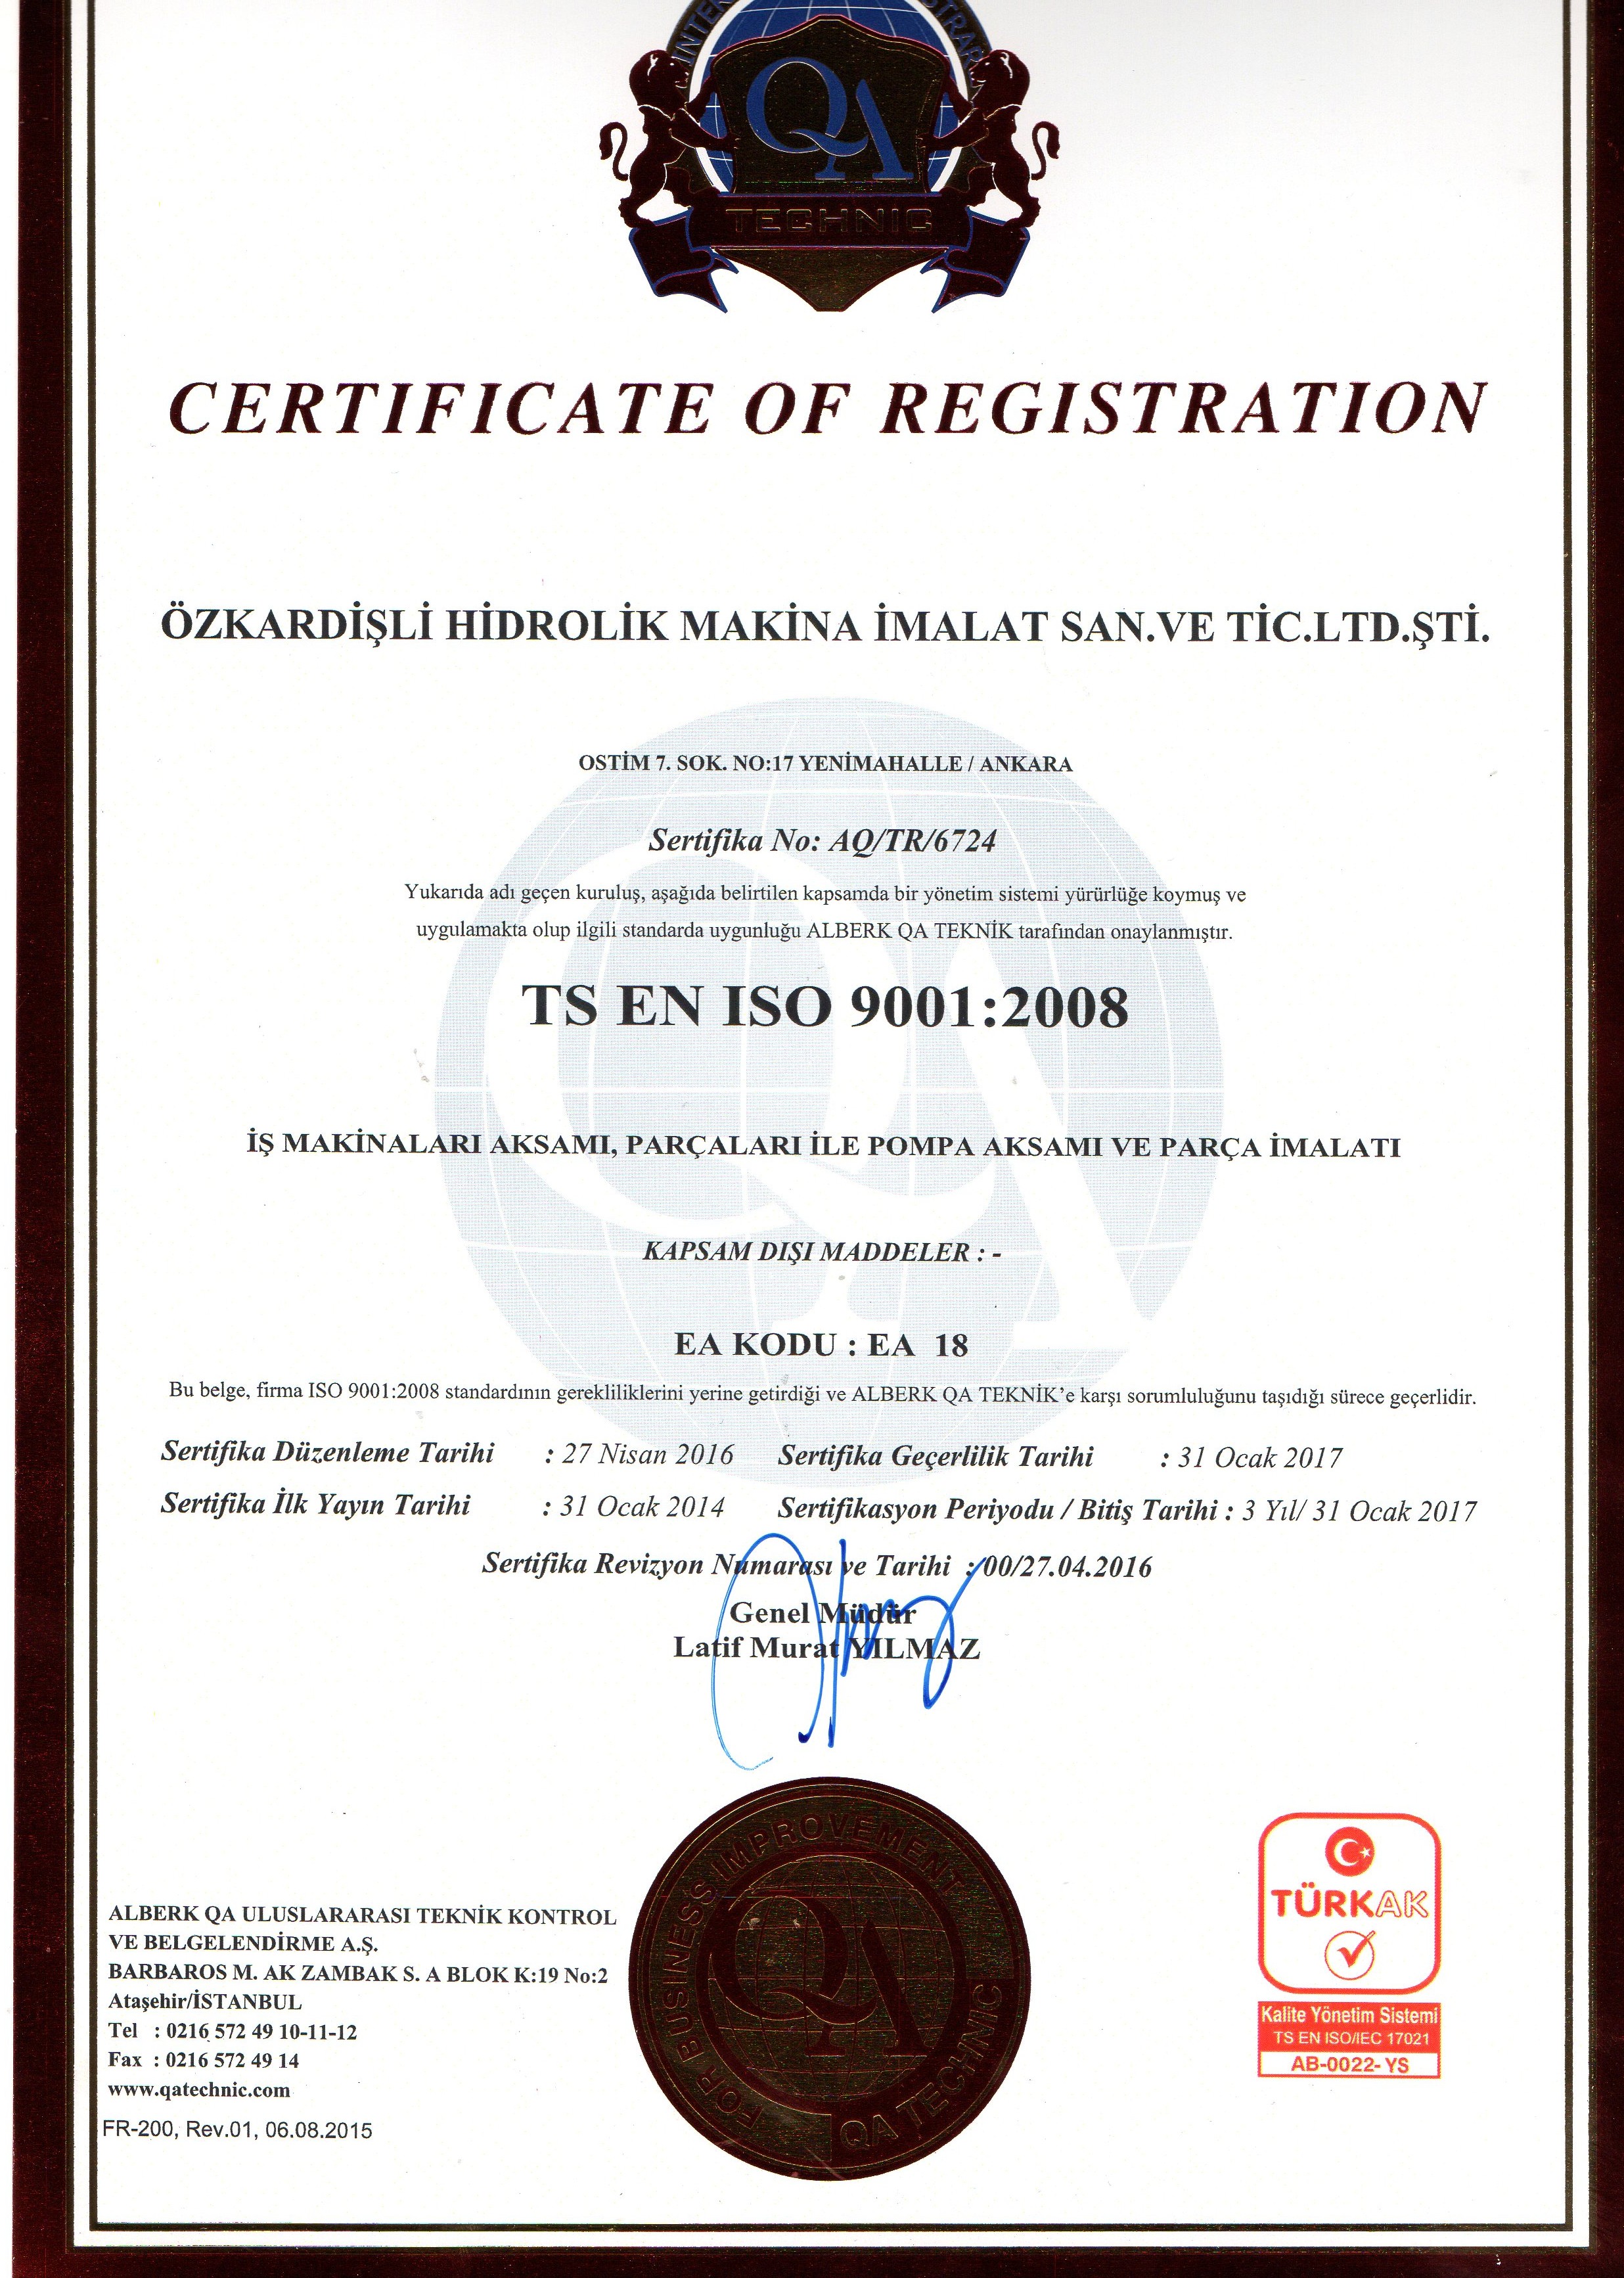 QA
TECHNIC
CERTIFICATE OF REGISTRATION
ÖZKARDİŞLİ HİDROLİK MAKİNA İMALAT SAN.VE TİC.LTD.ŞTİ.
OSTİM 7. SOK. NO:17 YENİMAHALLE / ANKARA
Sertifika No: AQ/TR/6724
Yukarıda adı geçen kuruluş, aşağıda belirtilen kapsamda bir yönetim sistemi yürürlüğe koymuş ve
uygulamakta olup ilgili standarda uygunluğu ALBERK QA TEKNİK tarafından onaylanmıştır.
TS EN ISO 9001:2008
İŞ MAKİNALARI AKSAMI, PARÇALARI İLE POMPA AKSAMI VE PARÇA İMALATI
KAPSAM DIŞI MADDELER : -
EA KODU : EA 18
Bu belge, firma ISO 9001:2008 standardının gerekliliklerini yerine getirdiği ve ALBERK QA TEKNİK'e karşı sorumluluğunu taşıdığı sürece geçerlidir.
Sertifika Düzenleme Tarihi : 27 Nisan 2016 Sertifika Geçerlilik Tarihi : 31 Ocak 2017
Sertifika İlk Yayın Tarihi : 31 Ocak 2014 Sertifikasyon Periyodu / Bitiş Tarihi : 3 Yıl/ 31 Ocak 2017
Sertifika Revizyon Numarası ve Tarihi : 00/27.04.2016
Genel Müdür
Latif Murat YILMAZ
ALBERK QA ULUSLARARASI TEKNİK KONTROL
VE BELGELENDİRME A.Ş.
BARBAROS M. AK ZAMBAK S. A BLOK K:19 No:2
Ataşehir/İSTANBUL
Tel : 0216 572 49 10-11-12
Fax : 0216 572 49 14
www.qatechnic.com
FR-200, Rev.01, 06.08.2015
FOR BUSINESS IMPROVEMENT
QA
QA TECHNIC
TÜRKAK
Kalite Yönetim Sistemi
TS EN ISO/IEC 17021
AB-0022-YS